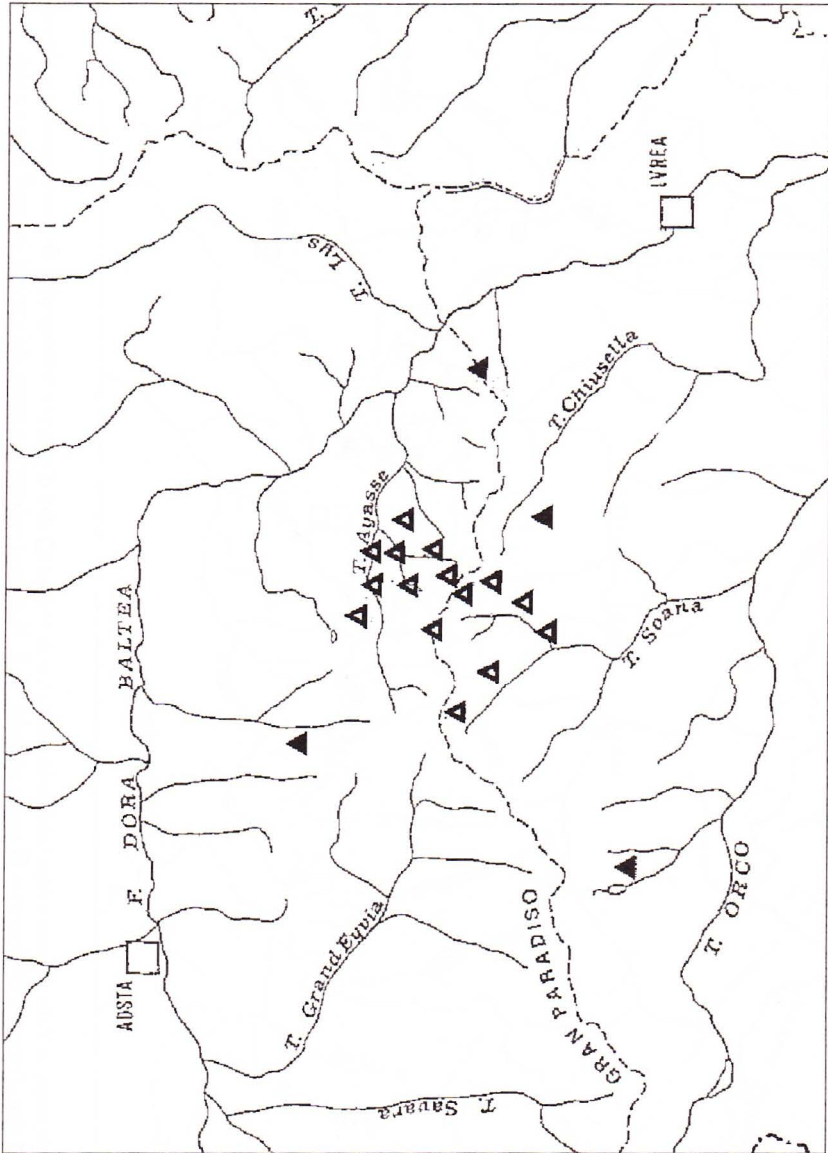 T.
T. Lys
IVREA
T. Chiusella
T. Ayasse
F. DORA BALTEA
T. Soana
AOSTA
T. Grand Eyvia
GRAN PARADISO
T. ORCO
T. Savara